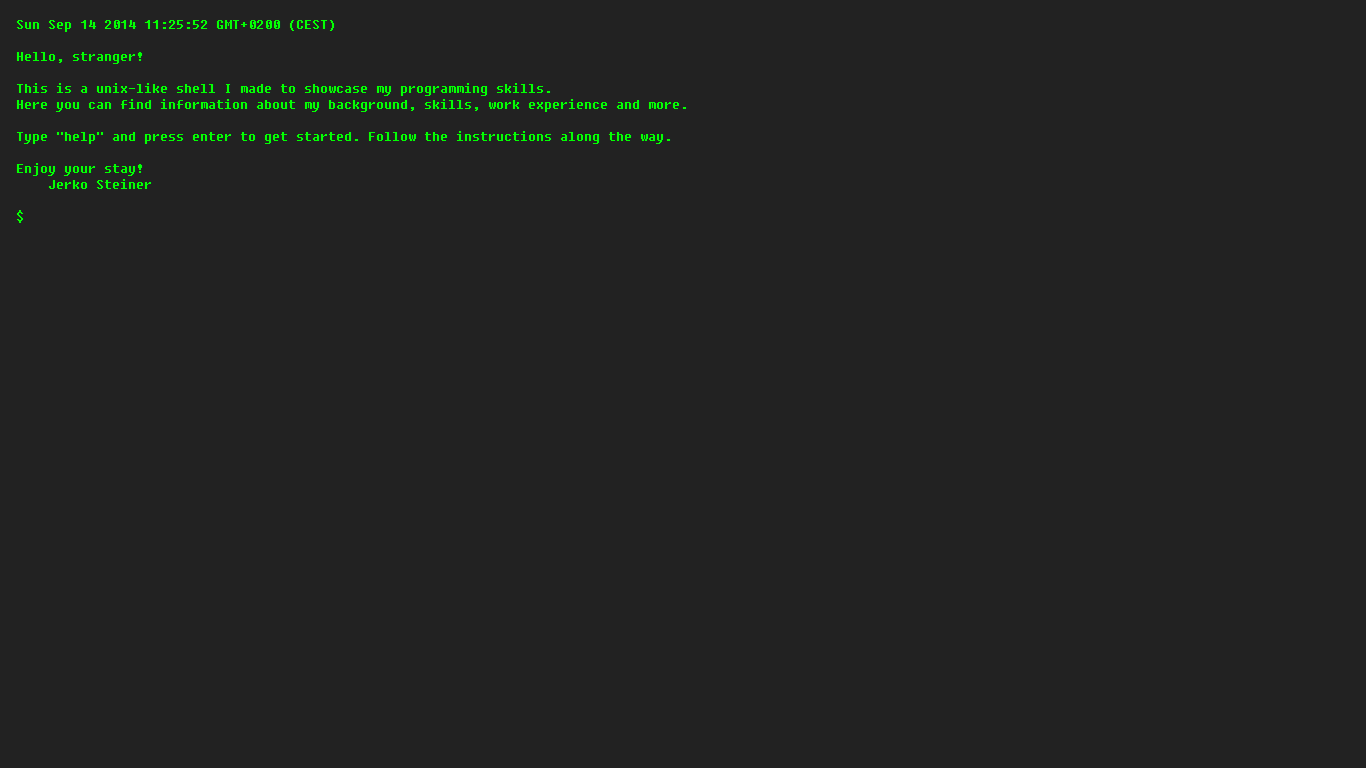 Sun Sep 14 2014 11:25:52 GMT+0200 (CEST)
Hello, stranger!
This is a unix-like shell I made to showcase my programming skills.
Here you can find information about my background, skills, work experience and more.
Type "help" and press enter to get started. Follow the instructions along the way.
Enjoy your stay!
    Jerko Steiner
$